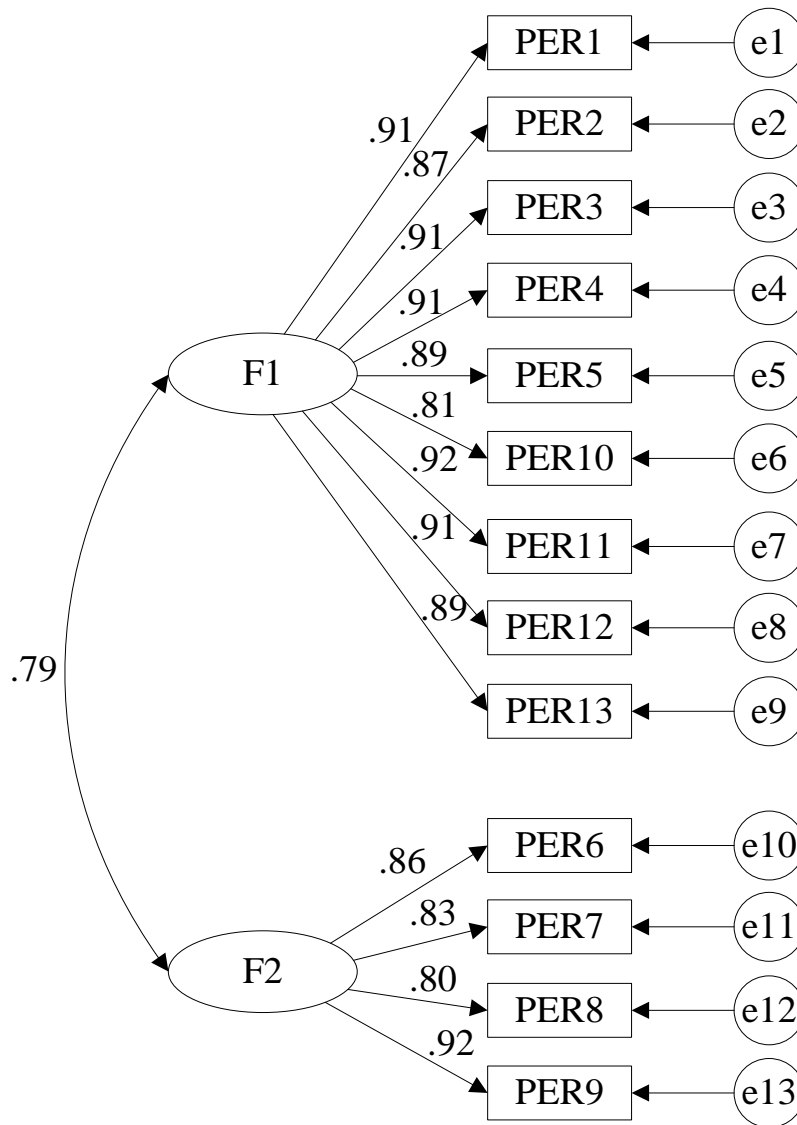 PER1 e1
.91 PER2 e2
.87
PER3 e3
.91
.91 PER4 e4
F1 .89 PER5 e5
.81
.92 PER10 e6
.91 PER11 e7
.89 PER12 e8
.79
PER13 e9
.86 PER6 e10
.83 PER7 e11
F2 .80
PER8 e12
.92
PER9 e13